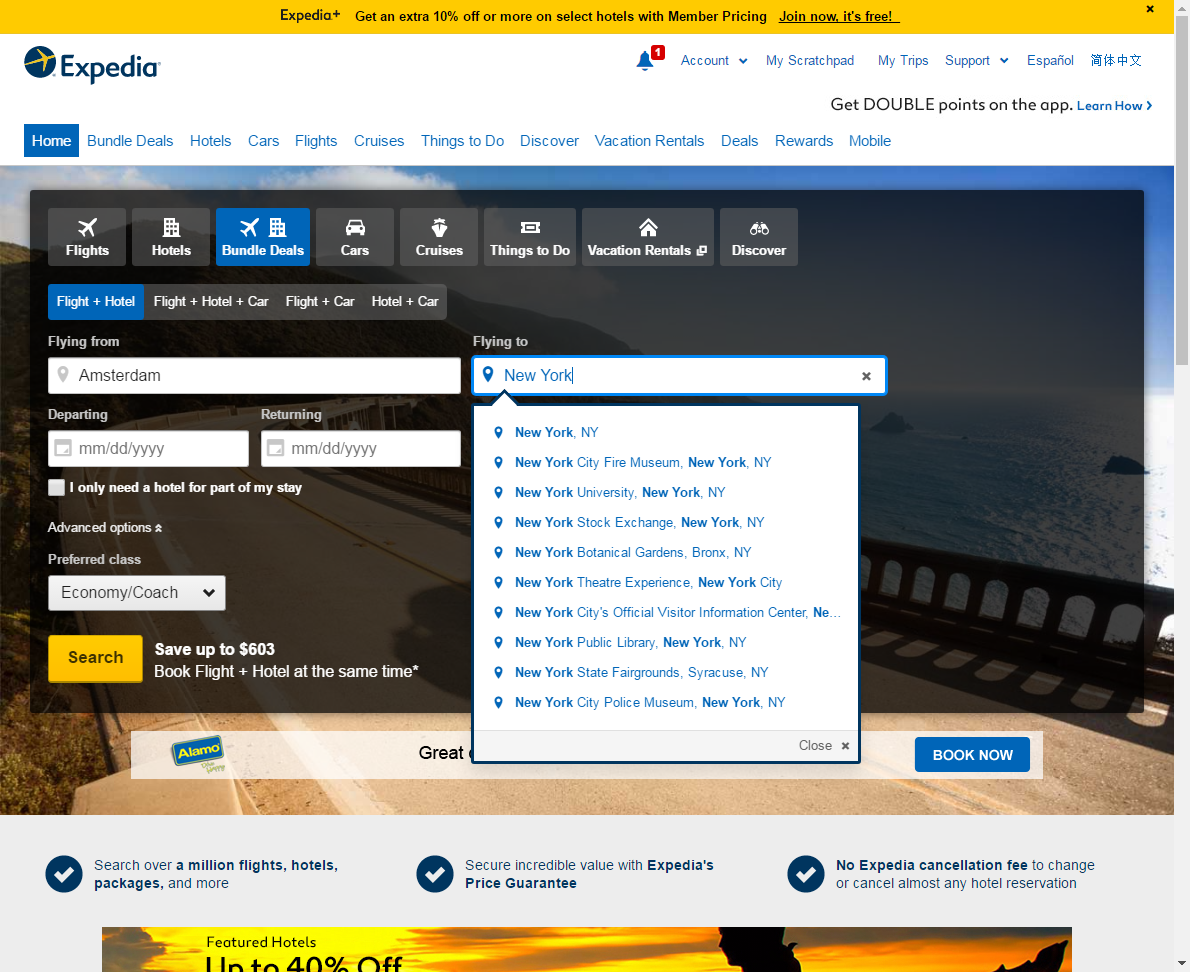 Expedia+ Get an extra 10% off or more on select hotels with Member Pricing Join now, it's free!
Expedia
1
Account My Scratchpad My Trips Support Español 简体中文
Get DOUBLE points on the app. Learn How
Home Bundle Deals Hotels Cars Flights Cruises Things to Do Discover Vacation Rentals Deals Rewards Mobile
Flights Hotels Bundle Deals Cars Cruises Things to Do Vacation Rentals Discover
Flight + Hotel Flight + Hotel + Car Flight + Car Hotel + Car
Flying from Flying to
Amsterdam New York
Departing Returning
mm/dd/yyyy mm/dd/yyyy
I only need a hotel for part of my stay
Advanced options
Preferred class
Economy/Coach
Search
Save up to $603
Book Flight + Hotel at the same time*
New York, NY
New York City Fire Museum, New York, NY
New York University, New York, NY
New York Stock Exchange, New York, NY
New York Botanical Gardens, Bronx, NY
New York Theatre Experience, New York City
New York City's Official Visitor Information Center, Ne...
New York Public Library, New York, NY
New York State Fairgrounds, Syracuse, NY
New York City Police Museum, New York, NY
Close
Alamo
Great
BOOK NOW
Search over a million flights, hotels,
packages, and more
Secure incredible value with Expedia's
Price Guarantee
No Expedia cancellation fee to change
or cancel almost any hotel reservation
Featured Hotels
Up to 40% Off